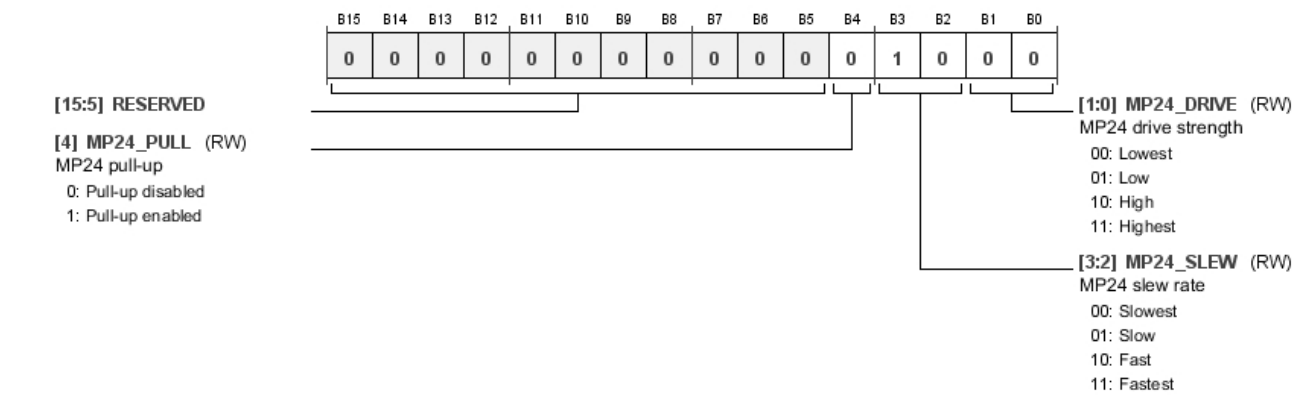 B15 B14 B13 B12 B11 B10 B9 B8 B7 B6 B5 B4 B3 B2 B1 B0
0 0 0 0 0 0 0 0 0 0 0 0 1 0 0 0
[15:5] RESERVED
[4] MP24_PULL (RW)
MP24 pull-up
0: Pull-up disabled
1: Pull-up enabled
[1:0] MP24_DRIVE (RW)
MP24 drive strength
00: Lowest
01: Low
10: High
11: Highest
[3:2] MP24_SLEW (RW)
MP24 slew rate
00: Slowest
01: Slow
10: Fast
11: Fastest